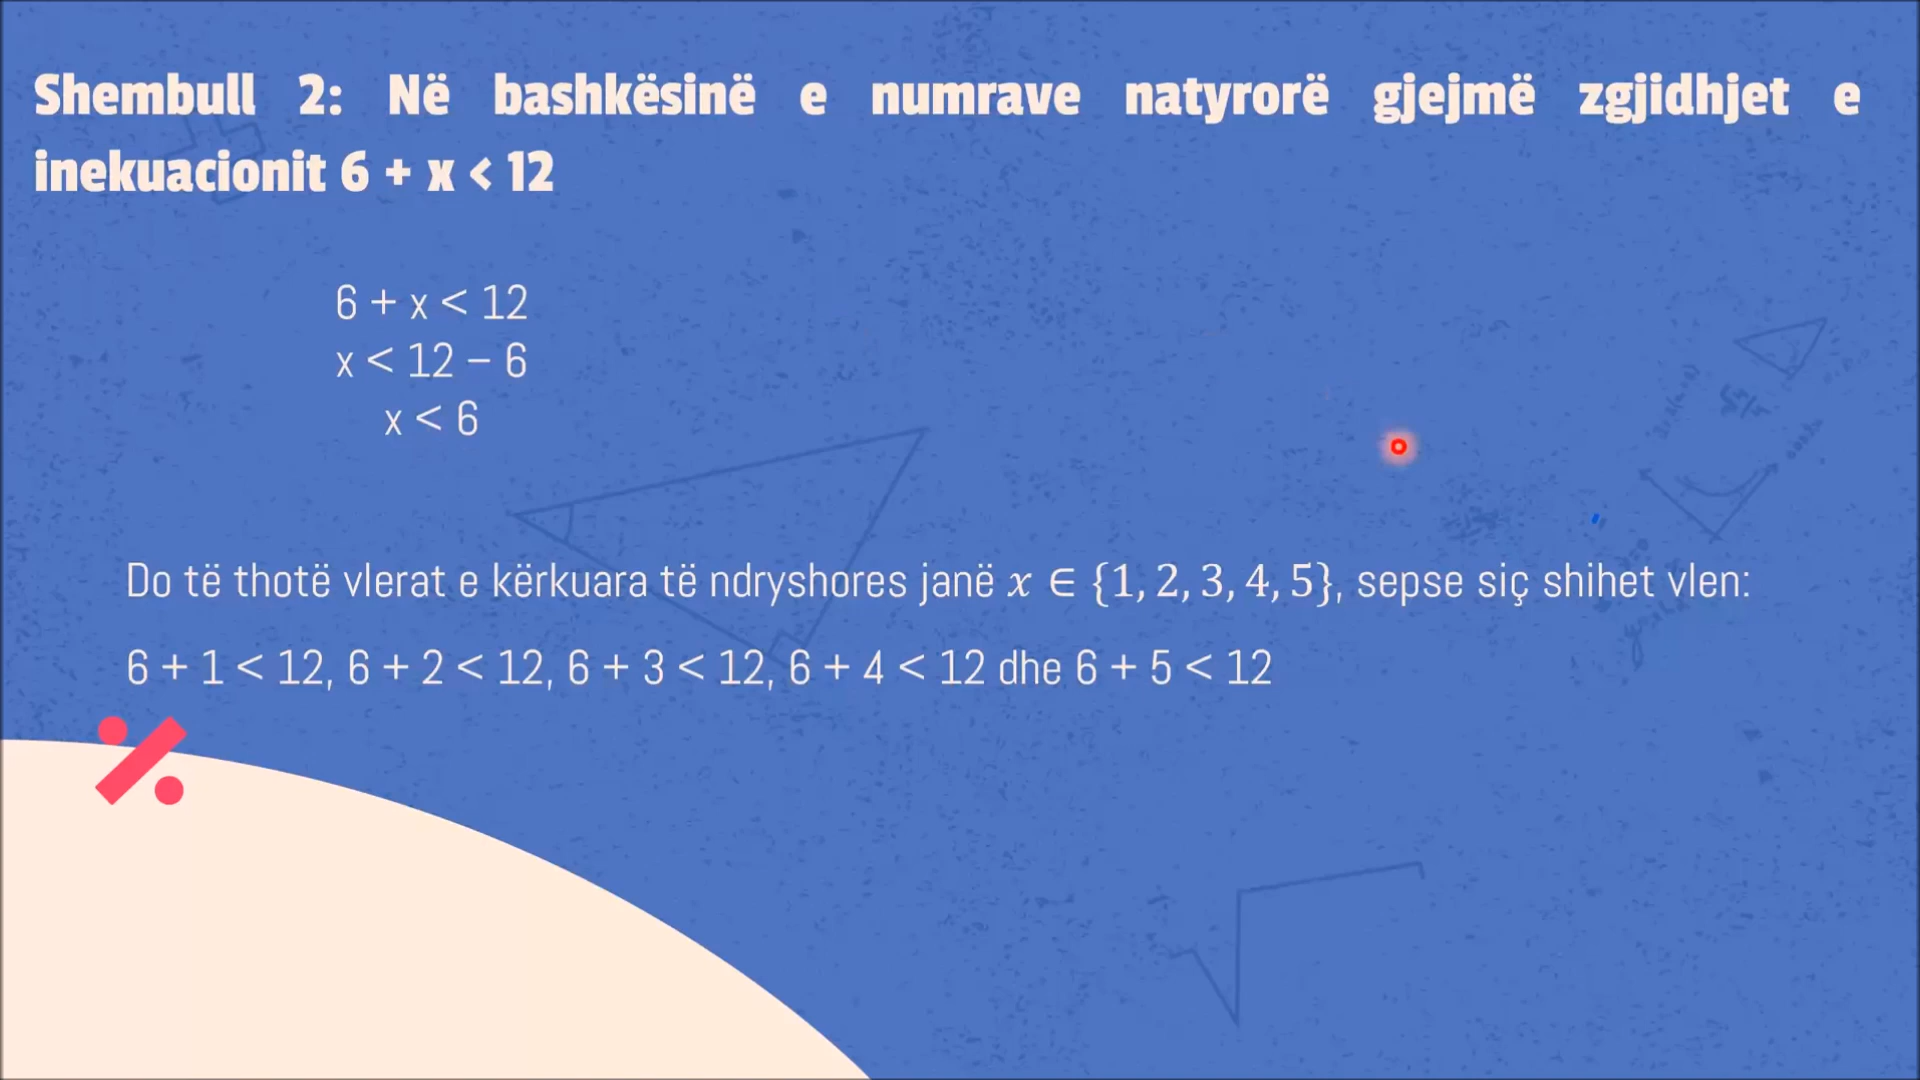 Shembull 2: Në bashkësinë e numrave natyrorë gjejmë zgjidhjet e
inekuacionit 6 + x < 12
6 + x < 12
x < 12 – 6
x < 6
Do të thotë vlerat e kërkuara të ndryshores janë x ∈ {1, 2, 3, 4, 5}, sepse siç shihet vlen:
6 + 1 < 12, 6 + 2 < 12, 6 + 3 < 12, 6 + 4 < 12 dhe 6 + 5 < 12